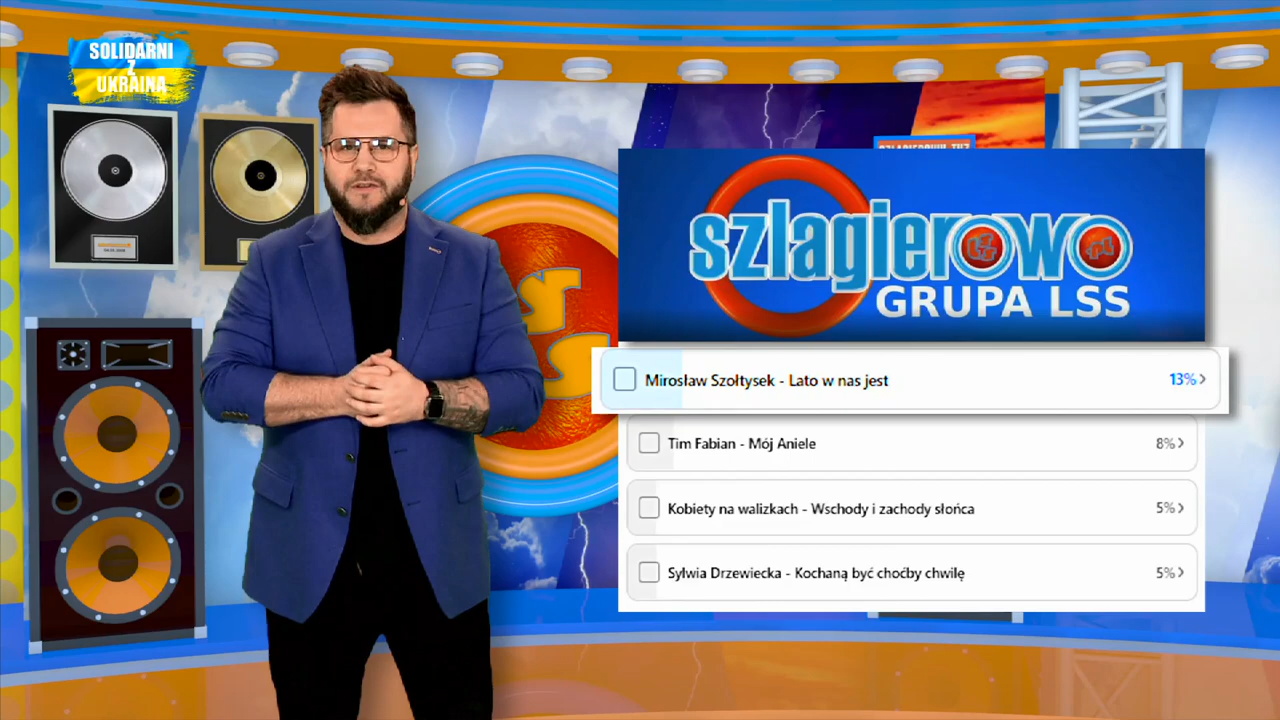 SOLIDARNI
Z
UKRAINA
szlagierowo
GRUPA LSS
Mirosław Szołtysek - Lato w nas jest 13%
Tim Fabian - Mój Aniele 8%
Kobiety na walizkach - Wschody i zachody słońca 5%
Sylwia Drzewiecka - Kochaną być choćby chwilę 5%